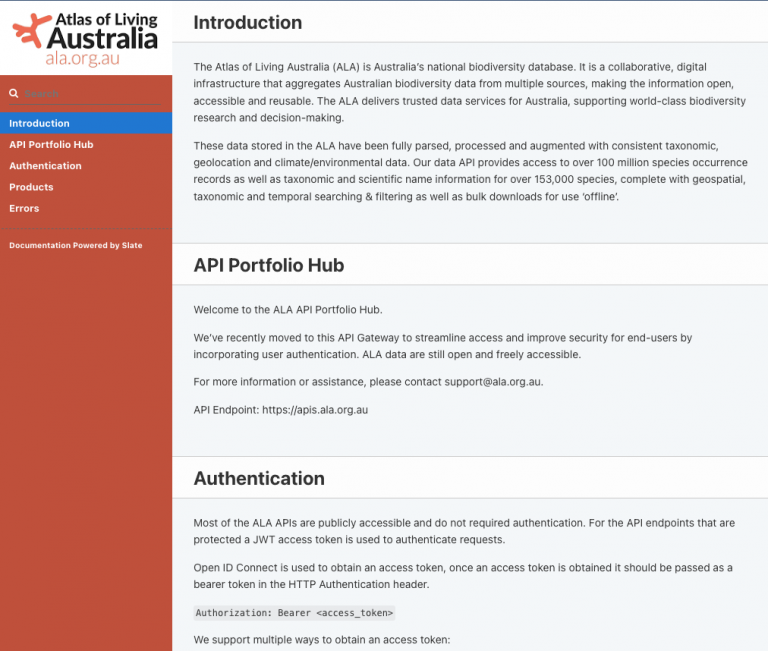 Atlas of Living
Australia
ala.org.au
Search
Introduction
API Portfolio Hub
Authentication
Products
Errors
Documentation Powered by Slate
Introduction
The Atlas of Living Australia (ALA) is Australia's national biodiversity database. It is a collaborative, digital
infrastructure that aggregates Australian biodiversity data from multiple sources, making the information open,
accessible and reusable. The ALA delivers trusted data services for Australia, supporting world-class biodiversity
research and decision-making.
These data stored in the ALA have been fully parsed, processed and augmented with consistent taxonomic,
geolocation and climate/environmental data. Our data API provides access to over 100 million species occurrence
records as well as taxonomic and scientific name information for over 153,000 species, complete with geospatial,
taxonomic and temporal searching & filtering as well as bulk downloads for use ‘offline’.
API Portfolio Hub
Welcome to the ALA API Portfolio Hub.
We've recently moved to this API Gateway to streamline access and improve security for end-users by
incorporating user authentication. ALA data are still open and freely accessible.
For more information or assistance, please contact support@ala.org.au.
API Endpoint: https://apis.ala.org.au
Authentication
Most of the ALA APIs are publicly accessible and do not required authentication. For the API endpoints that are
protected a JWT access token is used to authenticate requests.
Open ID Connect is used to obtain an access token, once an access token is obtained it should be passed as a
bearer token in the HTTP Authentication header.
Authorization: Bearer <access_token>
We support multiple ways to obtain an access token: